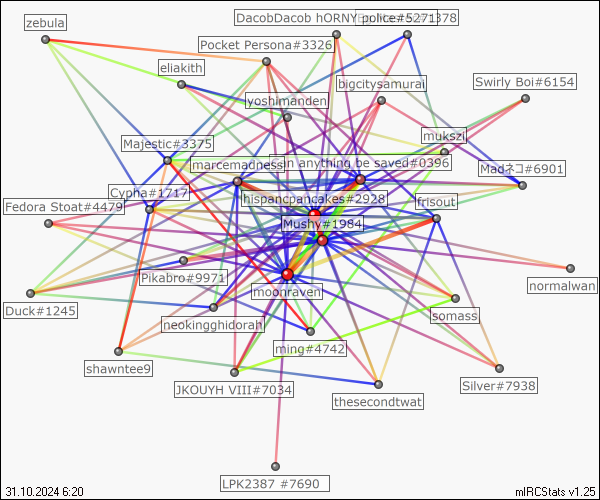 zebula
DacobDacob hORNY police#5271378
Pocket Persona#3326
eliakith
bigcitysamurai
Swirly Boi#6154
yoshimanden
mukszi
Majestic#3375
marcemadness
can anything be saved#0396
Madネコ#6901
Cypha#1717
hispancpancakes#2928
frisout
Fedora Stoat#4479
Mushy#1984
Pikabro#9971
normalwan
moonraven
Duck#1245
neokingghidorah
somass
ming#4742
shawntee9
JKOUYH VIII#7034
Silver#7938
thesecondtwat
LPK2387 #7690
31.10.2024 6:20
mIRCStats v1.25